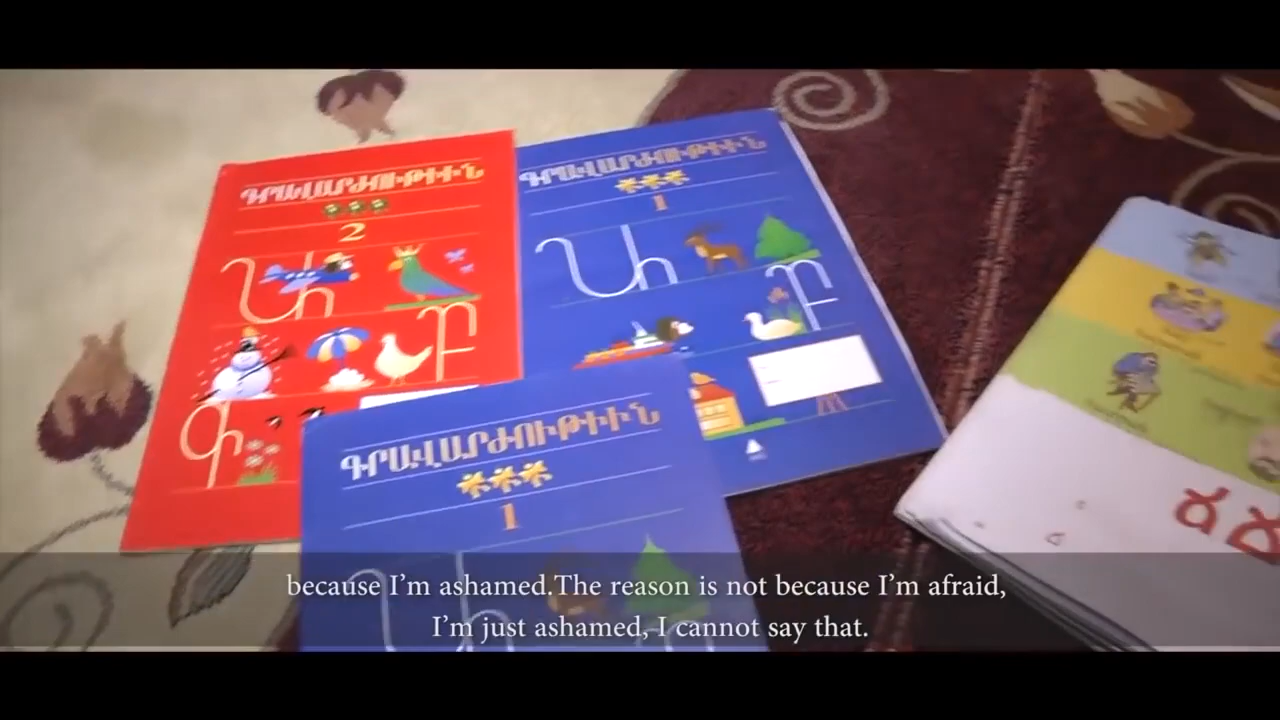 ԳՐԱՎԱՐԺՈՒԹԻՒՆ
2
ԳՐԱՎԱՐԺՈՒԹԻՒՆ
1
ԳՐԱՎԱՐԺՈՒԹԻՒՆ
1
because I'm ashamed.The reason is not because I'm afraid,
I'm just ashamed, I cannot say that.